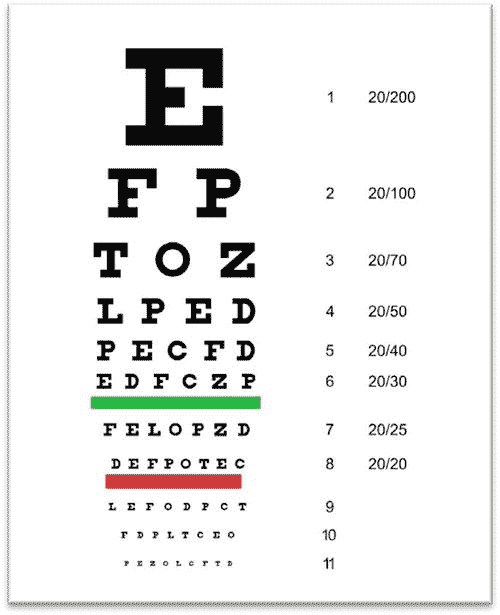 E 1 20/200
F P 2 20/100
T O Z 3 20/70
L P E D 4 20/50
P E C F D 5 20/40
E D F C Z P 6 20/30
F E L O P Z D 7 20/25
D E F P O T E C 8 20/20
L E F O D P C T 9
F D P L T C E O 10
P E Z O L C F T D 11